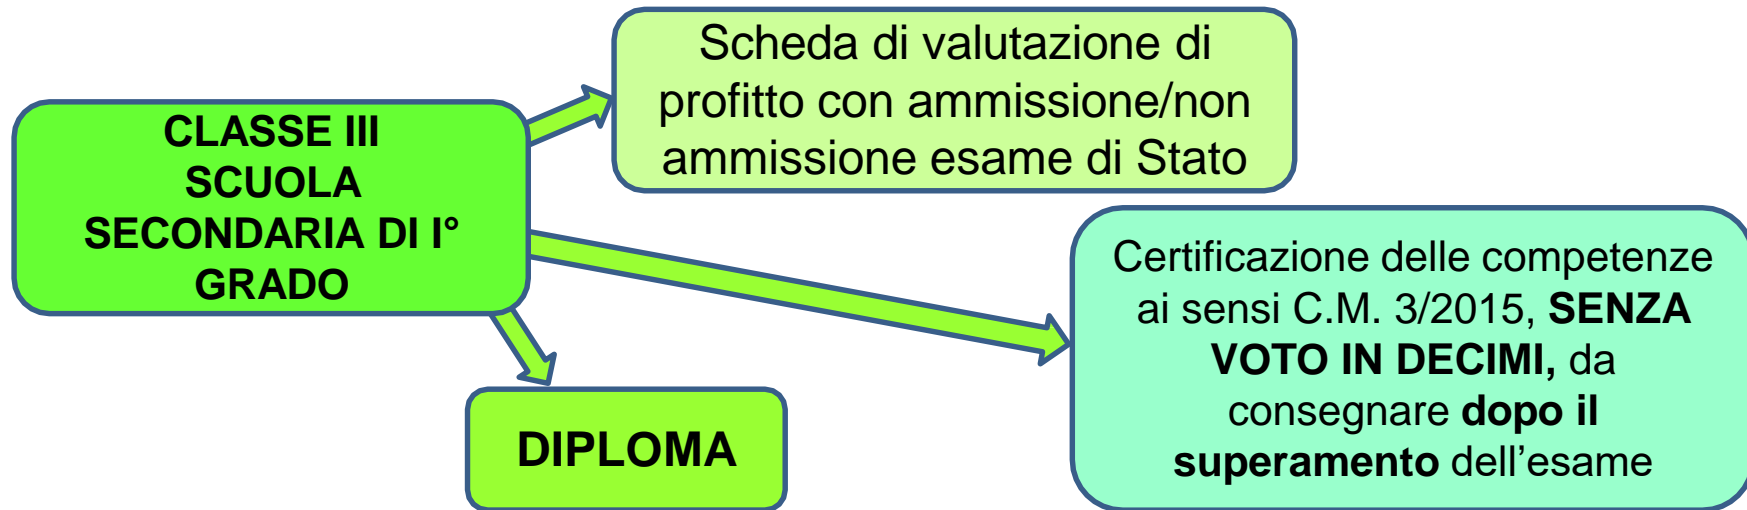 Scheda di valutazione di
profitto con ammissione/non
ammissione esame di Stato
CLASSE III
SCUOLA
SECONDARIA DI I°
GRADO
Certificazione delle competenze
ai sensi C.M. 3/2015, SENZA
VOTO IN DECIMI, da
consegnare dopo il
superamento dell’esame
DIPLOMA